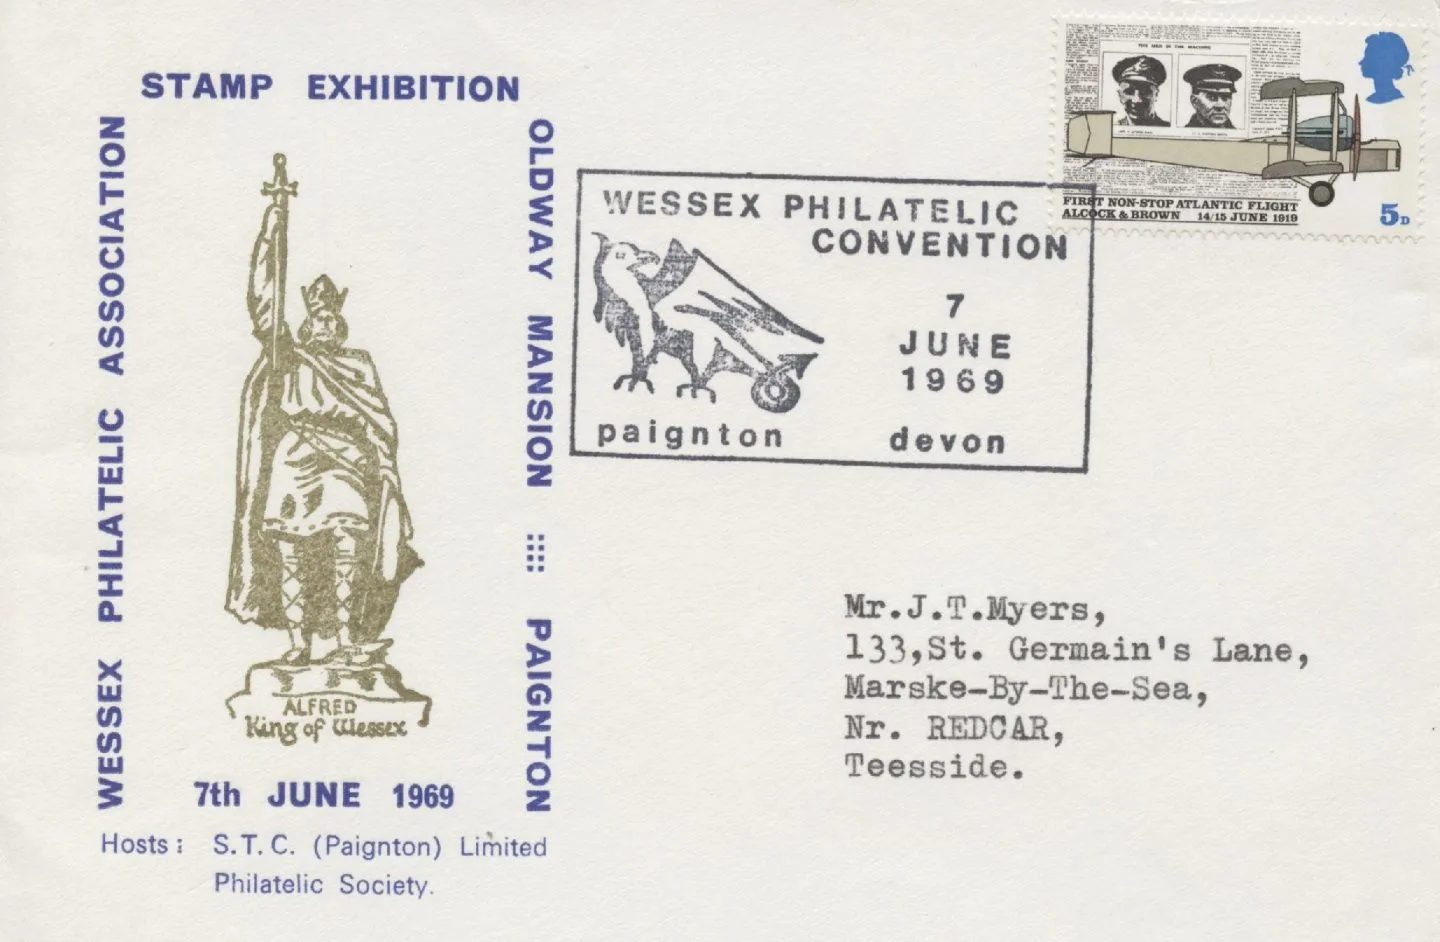 STAMP EXHIBITION
WESSEX PHILATELIC ASSOCIATION
OLDWAY MANSION :::: PAIGNTON
ALFRED
King of Wessex
7th JUNE 1969
Hosts: S.T.C. (Paignton) Limited
Philatelic Society.
WESSEX PHILATELIC
CONVENTION
7
JUNE
1969
paignton devon
FIRST NON-STOP ATLANTIC FLIGHT
ALCOCK & BROWN 14/15 JUNE 1919
5D
Mr.J.T.Myers,
133,St. Germain's Lane,
Marske-By-The-Sea,
Nr. REDCAR,
Teesside.